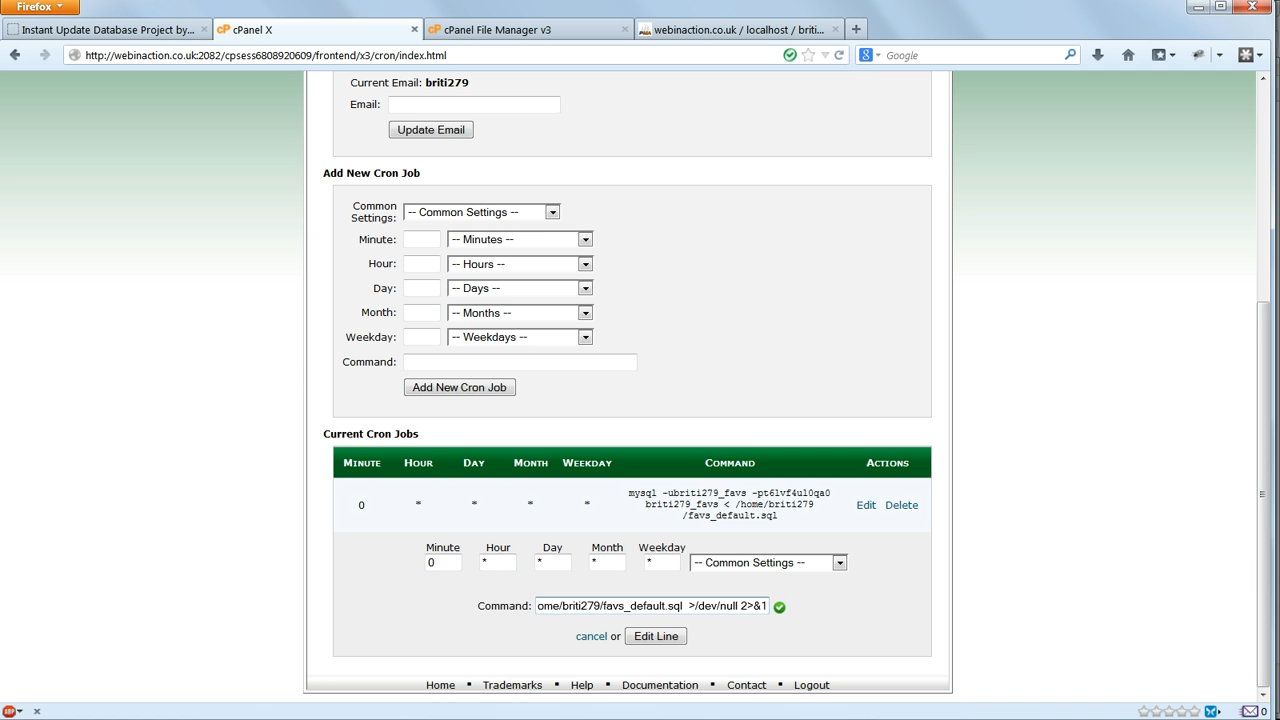 Firefox
Instant Update Database Project by...
cPanel X
cPanel File Manager v3
webinaction.co.uk / localhost / briti...
http://webinaction.co.uk:2082/cpsess6808920609/frontend/x3/cron/index.html
Google
Current Email: briti279
Email:
Update Email
Add New Cron Job
Common Settings: -- Common Settings --
Minute: -- Minutes --
Hour: -- Hours --
Day: -- Days --
Month: -- Months --
Weekday: -- Weekdays --
Command:
Add New Cron Job
Current Cron Jobs
MINUTE HOUR DAY MONTH WEEKDAY COMMAND ACTIONS
mysql -ubriti279_favs -pt6lvf4ul0qa0
0 * * * * briti279_favs < /home/briti279 Edit Delete
/favs_default.sql
Minute Hour Day Month Weekday
0 * * * * -- Common Settings --
Command: ome/briti279/favs_default.sql >/dev/null 2>&1
cancel or Edit Line
Home Trademarks Help Documentation Contact Logout
ABP
0